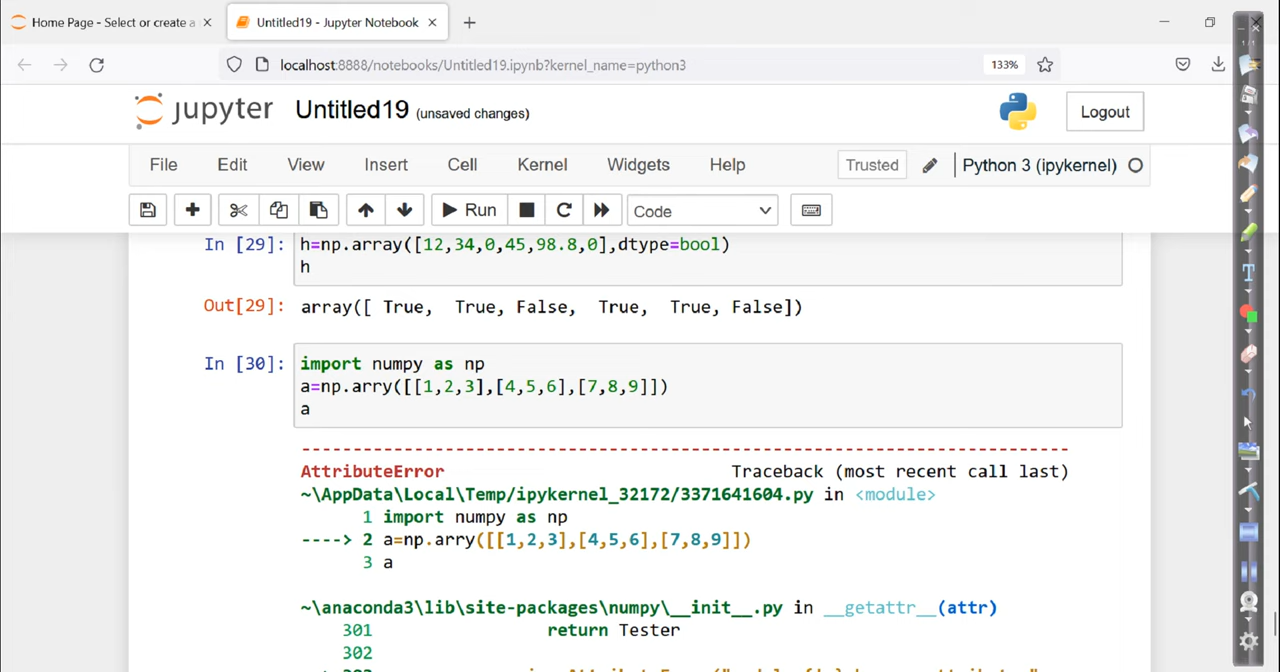 Home Page - Select or create a
Untitled19 - Jupyter Notebook
localhost:8888/notebooks/Untitled19.ipynb?kernel_name=python3
133%
jupyter Untitled19 (unsaved changes)
Logout
File Edit View Insert Cell Kernel Widgets Help
Trusted
Python 3 (ipykernel)
Run
Code
In [29]: h=np.array([12,34,0,45,98.8,0],dtype=bool)
h
Out[29]: array([ True,  True, False,  True,  True, False])
In [30]: import numpy as np
a=np.arry([[1,2,3],[4,5,6],[7,8,9]])
a
---------------------------------------------------------------------------
AttributeError Traceback (most recent call last)
~\AppData\Local\Temp/ipykernel_32172/3371641604.py in <module>
1 import numpy as np
----> 2 a=np.arry([[1,2,3],[4,5,6],[7,8,9]])
3 a
~\anaconda3\lib\site-packages\numpy\__init__.py in __getattr__(attr)
301 return Tester
302